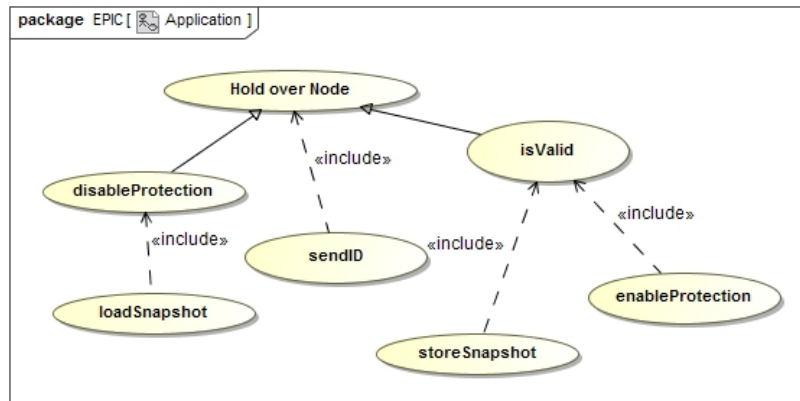 package EPIC [ Application ]
Hold over Node
isValid
«include»
disableProtection
«include»
«include»
«include»
sendID
enableProtection
loadSnapshot
storeSnapshot